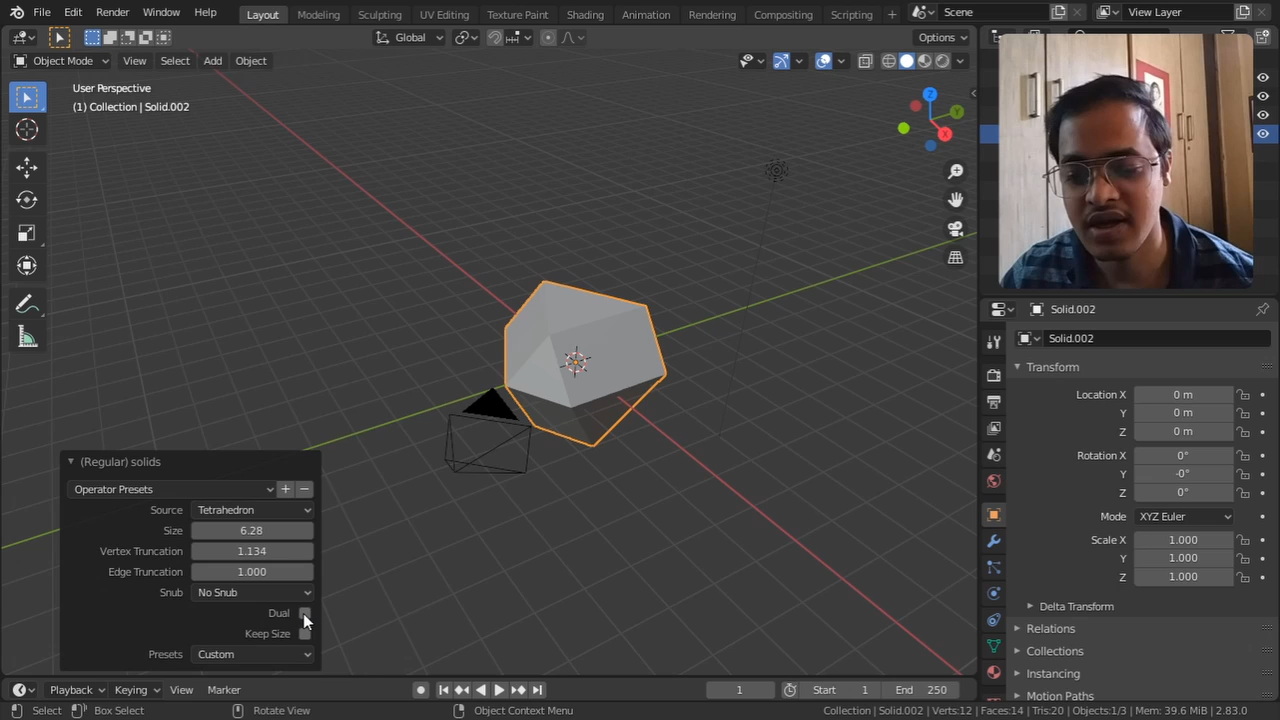 File Edit Render Window Help Layout Modeling Sculpting UV Editing Texture Paint Shading Animation Rendering Compositing Scripting + Scene View Layer
Global Options
Object Mode View Select Add Object
User Perspective
(1) Collection | Solid.002
Z
Y
X
(Regular) solids
Operator Presets + −
Source Tetrahedron
Size 6.28
Vertex Truncation 1.134
Edge Truncation 1.000
Snub No Snub
Dual
Keep Size
Presets Custom
Solid.002
Solid.002
Transform
Location X 0 m
Y 0 m
Z 0 m
Rotation X 0°
Y -0°
Z 0°
Mode XYZ Euler
Scale X 1.000
Y 1.000
Z 1.000
Delta Transform
Relations
Collections
Instancing
Motion Paths
Playback Keying View Marker 1 Start 1 End 250
Select Box Select Rotate View Object Context Menu Collection | Solid.002 | Verts:12 | Faces:14 | Tris:20 | Objects:1/3 | Mem: 39.6 MiB | 2.83.0